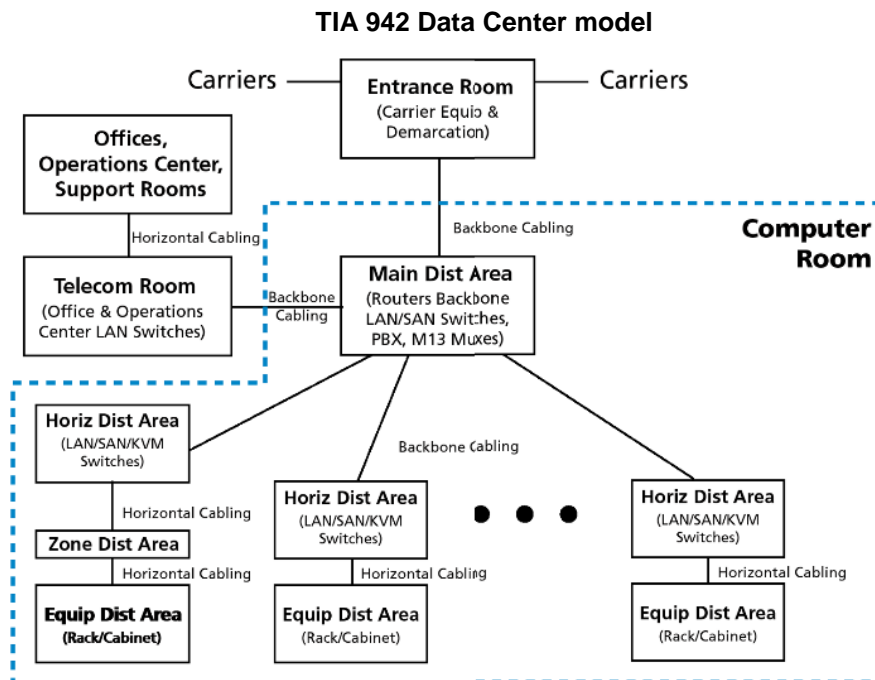 TIA 942 Data Center model
Carriers
Entrance Room
(Carrier Equip &
Demarcation)
Carriers
Offices,
Operations Center,
Support Rooms
Horizontal Cabling
Backbone Cabling
Computer
Room
Telecom Room
(Office & Operations
Center LAN Switches)
Backbone
Cabling
Main Dist Area
(Routers Backbone
LAN/SAN Switches,
PBX, M13 Muxes)
Horiz Dist Area
(LAN/SAN/KVM
Switches)
Backbone Cabling
Horizontal Cabling
Zone Dist Area
Horizontal Cabling
Equip Dist Area
(Rack/Cabinet)
Horiz Dist Area
(LAN/SAN/KVM
Switches)
Horizontal Cabling
Equip Dist Area
(Rack/Cabinet)
Horiz Dist Area
(LAN/SAN/KVM
Switches)
Horizontal Cabling
Equip Dist Area
(Rack/Cabinet)